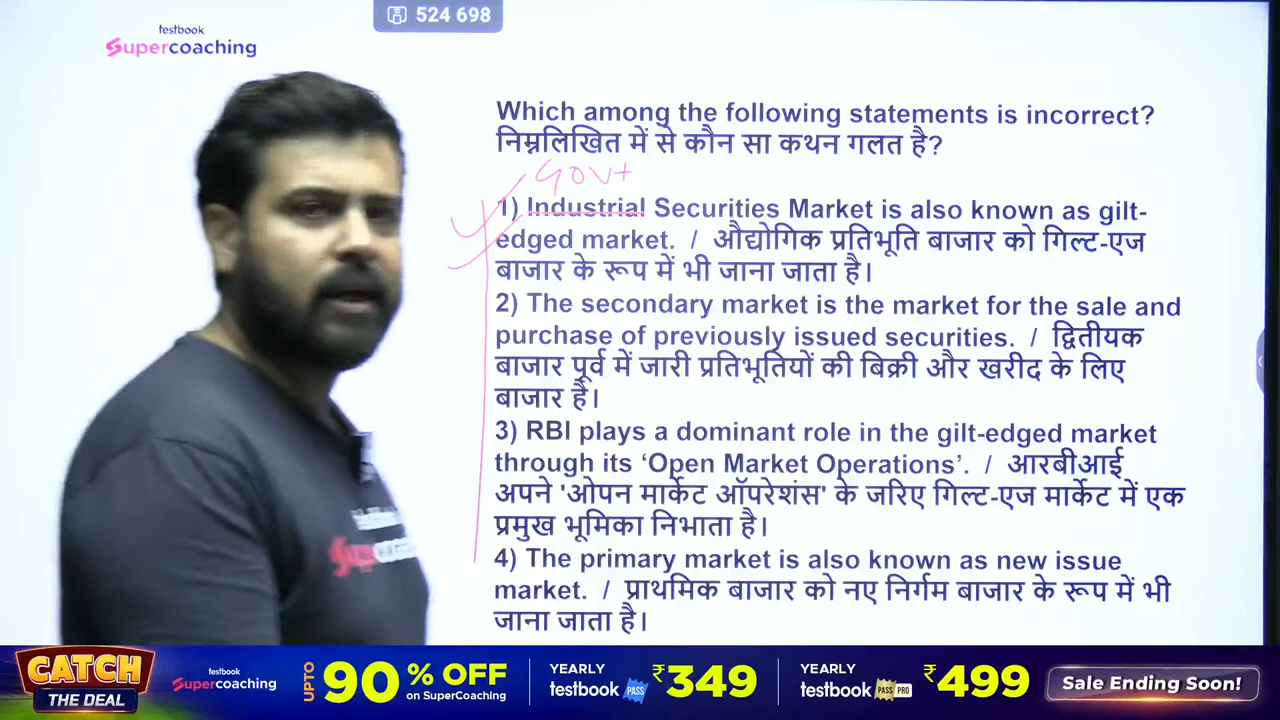 524 698
testbook
Supercoaching
Which among the following statements is incorrect?
निम्नलिखित में से कौन सा कथन गलत है?
GOV+
1) Industrial Securities Market is also known as gilt-
edged market. / औद्योगिक प्रतिभूति बाजार को गिल्ट-एज
बाजार के रूप में भी जाना जाता है।
2) The secondary market is the market for the sale and
purchase of previously issued securities. / द्वितीयक
बाजार पूर्व में जारी प्रतिभूतियों की बिक्री और खरीद के लिए
बाजार है।
3) RBI plays a dominant role in the gilt-edged market
through its ‘Open Market Operations’. / आरबीआई
अपने 'ओपन मार्केट ऑपरेशंस' के जरिए गिल्ट-एज मार्केट में एक
प्रमुख भूमिका निभाता है।
4) The primary market is also known as new issue
market. / प्राथमिक बाजार को नए निर्गम बाजार के रूप में भी
जाना जाता है।
CATCH
THE DEAL
testbook
Supercoaching
UPTO 90% OFF
on SuperCoaching
YEARLY
testbook PASS
₹349
YEARLY
testbook PASS PRO
₹499
Sale Ending Soon!